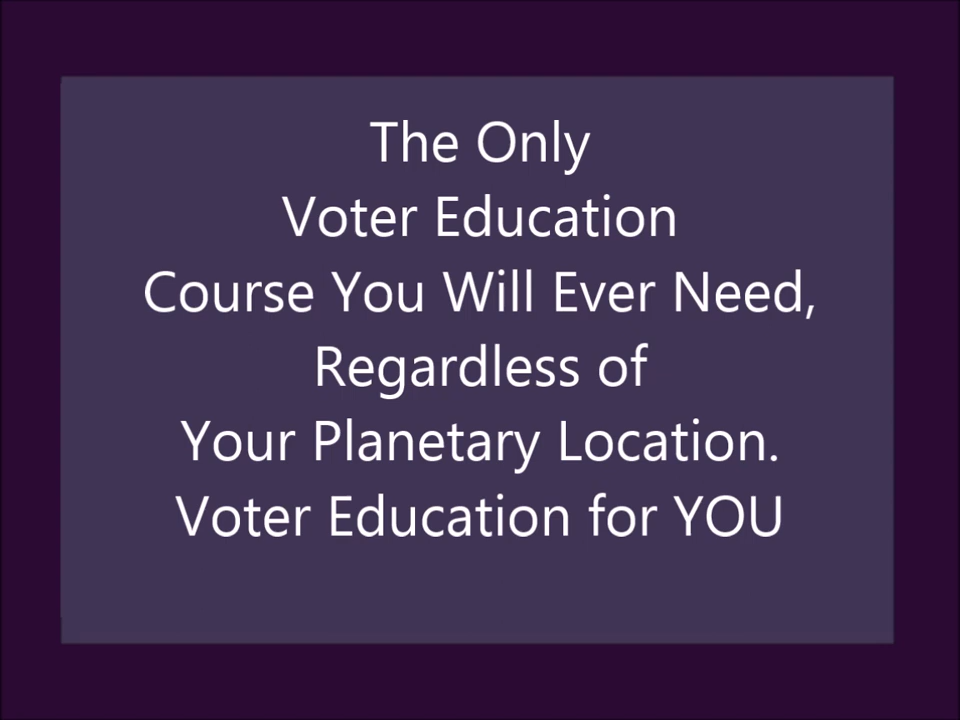 The Only
Voter Education
Course You Will Ever Need,
Regardless of
Your Planetary Location.
Voter Education for YOU